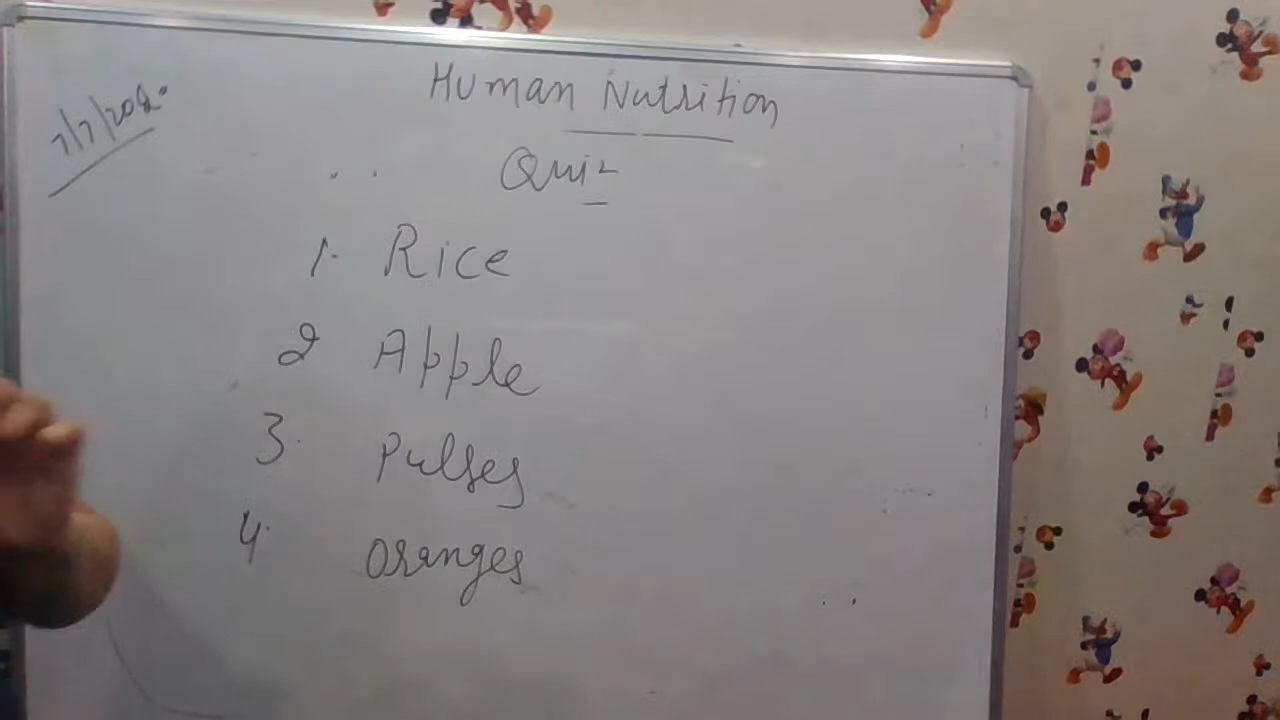 7/7/2020
Human Nutrition
Quiz
1. Rice
2 Apple
3. Pulses
4. Oranges